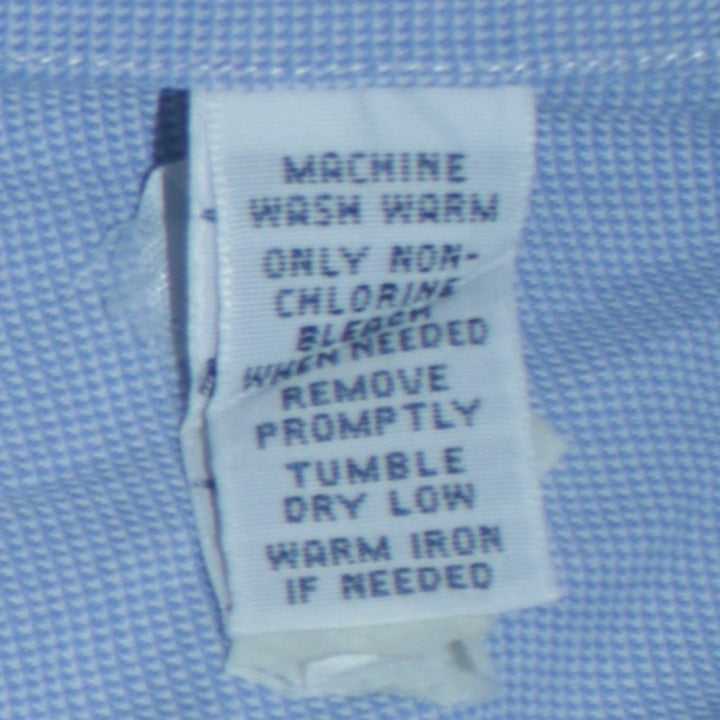 MACHINE
WASH WARM
ONLY NON-
CHLORINE
BLEACH
WHEN NEEDED
REMOVE
PROMPTLY
TUMBLE
DRY LOW
WARM IRON
IF NEEDED